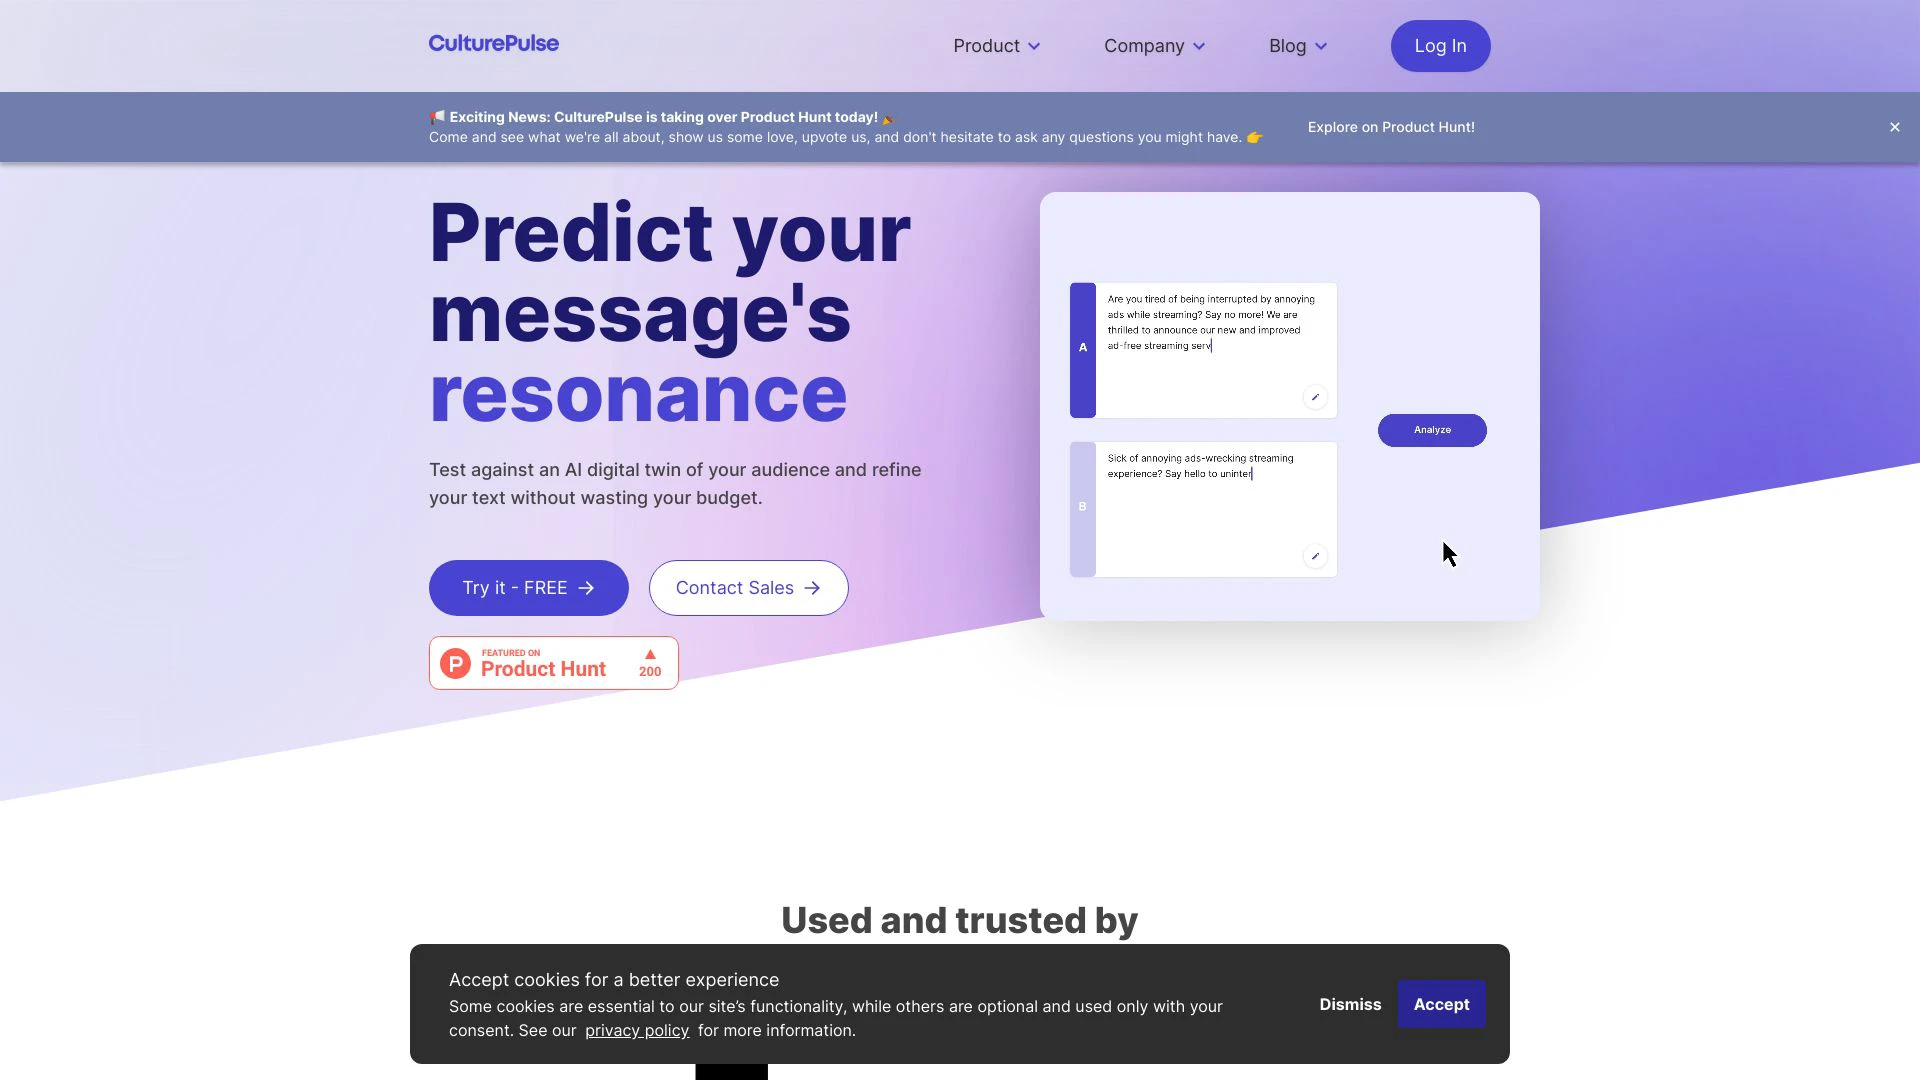 CulturePulse
Product
Company
Blog
Log In
📢 Exciting News: CulturePulse is taking over Product Hunt today! 🎉
Come and see what we're all about, show us some love, upvote us, and don't hesitate to ask any questions you might have. 👉
Explore on Product Hunt!
Predict your
message's
resonance
Test against an AI digital twin of your audience and refine
your text without wasting your budget.
Try it - FREE
Contact Sales
P
FEATURED ON
Product Hunt
200
A
Are you tired of being interrupted by annoying
ads while streaming? Say no more! We are
thrilled to announce our new and improved
ad-free streaming serv
B
Sick of annoying ads-wrecking streaming
experience? Say hello to uninter
Analyze
Used and trusted by
Accept cookies for a better experience
Some cookies are essential to our site’s functionality, while others are optional and used only with your
consent. See our privacy policy for more information.
Dismiss
Accept